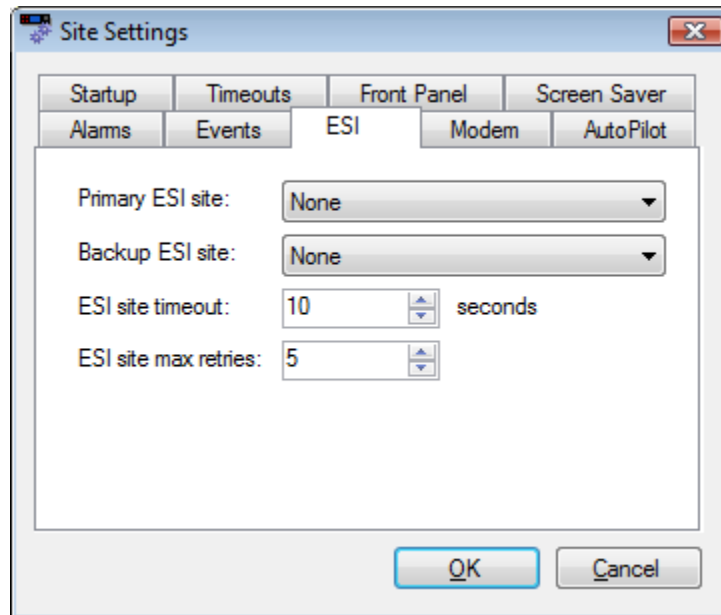 Site Settings
Startup Timeouts Front Panel Screen Saver
Alarms Events ESI Modem AutoPilot
Primary ESI site: None
Backup ESI site: None
ESI site timeout: 10 seconds
ESI site max retries: 5
OK Cancel